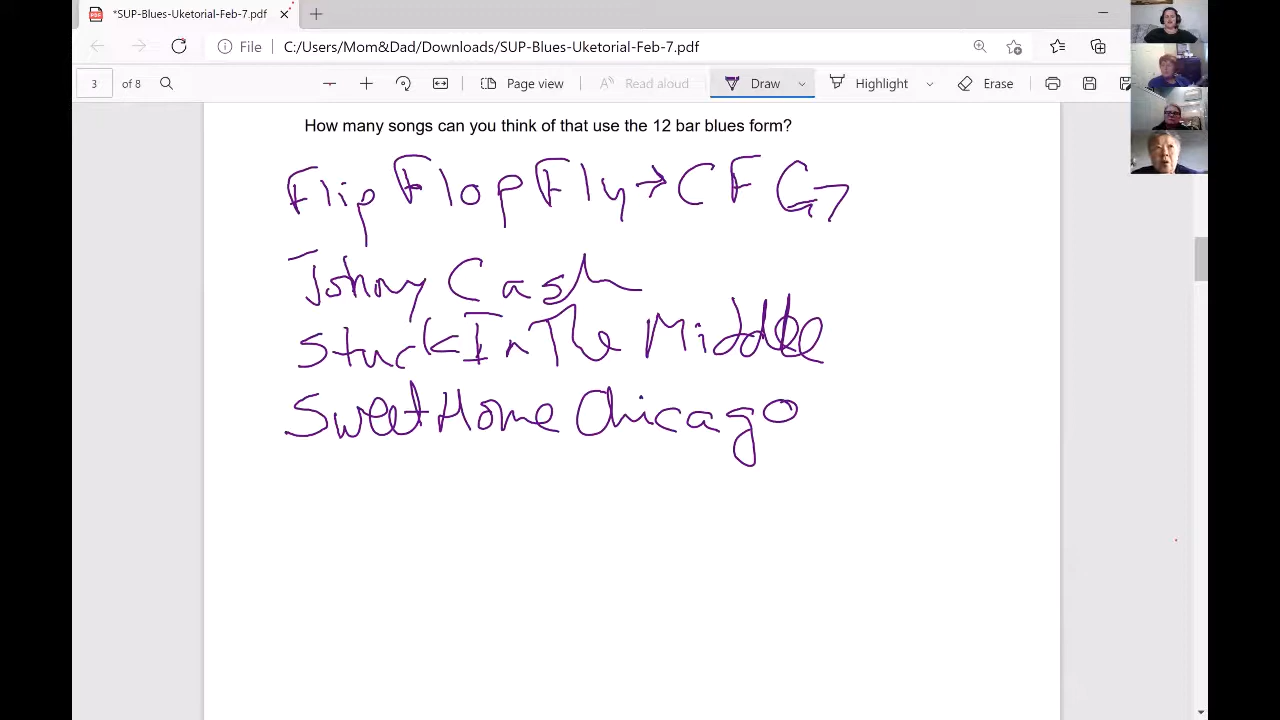 *SUP-Blues-Uketorial-Feb-7.pdf
File C:/Users/Mom&Dad/Downloads/SUP-Blues-Uketorial-Feb-7.pdf
3 of 8 Page view Read aloud Draw Highlight Erase
How many songs can you think of that use the 12 bar blues form?
Flip Flop Fly → C F G7
Johnny Cash
Stuck In The Middle
Sweet Home Chicago